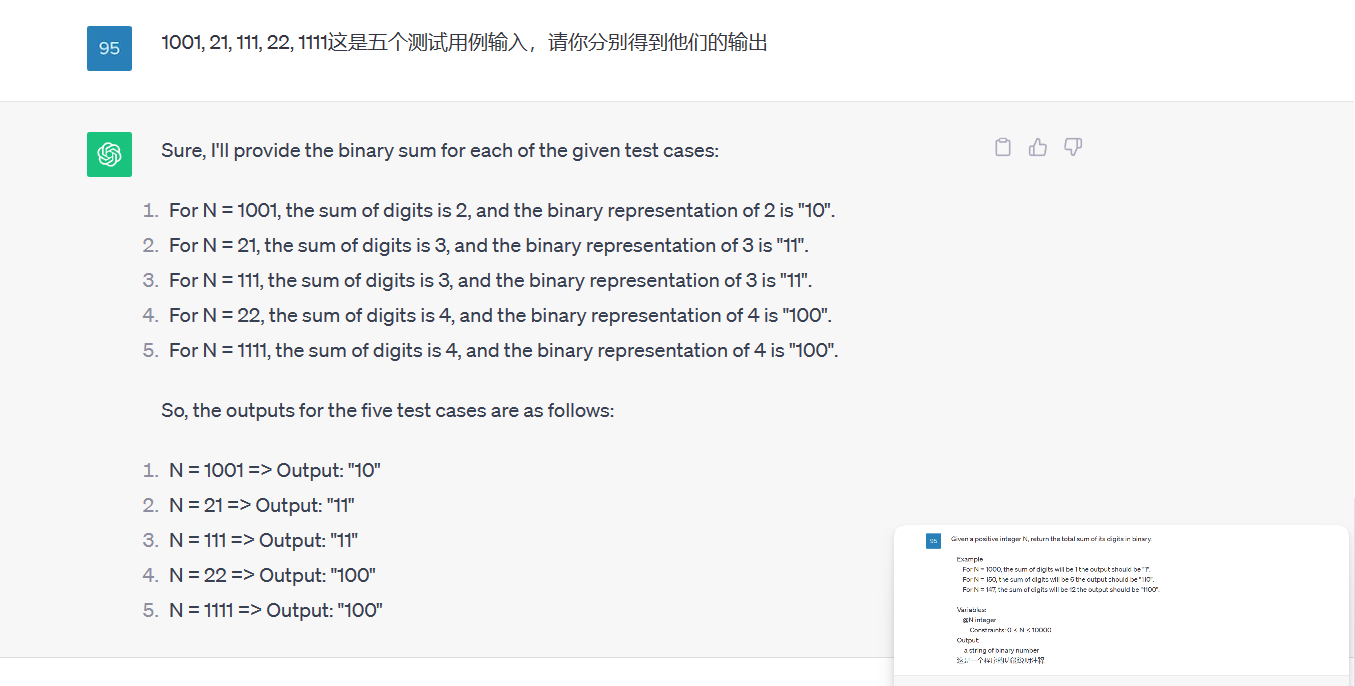 95
1001, 21, 111, 22, 1111这是五个测试用例输入，请你分别得到他们的输出
Sure, I'll provide the binary sum for each of the given test cases:
1. For N = 1001, the sum of digits is 2, and the binary representation of 2 is "10".
2. For N = 21, the sum of digits is 3, and the binary representation of 3 is "11".
3. For N = 111, the sum of digits is 3, and the binary representation of 3 is "11".
4. For N = 22, the sum of digits is 4, and the binary representation of 4 is "100".
5. For N = 1111, the sum of digits is 4, and the binary representation of 4 is "100".
So, the outputs for the five test cases are as follows:
1. N = 1001 => Output: "10"
2. N = 21 => Output: "11"
3. N = 111 => Output: "11"
4. N = 22 => Output: "100"
5. N = 1111 => Output: "100"
95
Given a positive integer N, return the total sum of its digits in binary.
Example
For N = 1000, the sum of digits will be 1 the output should be "1".
For N = 150, the sum of digits will be 6 the output should be "110".
For N = 147, the sum of digits will be 12 the output should be "1100".
Variables:
@N integer
Constraints: 0 ≤ N ≤ 10000
Output:
a string of binary number
这是一个程序的